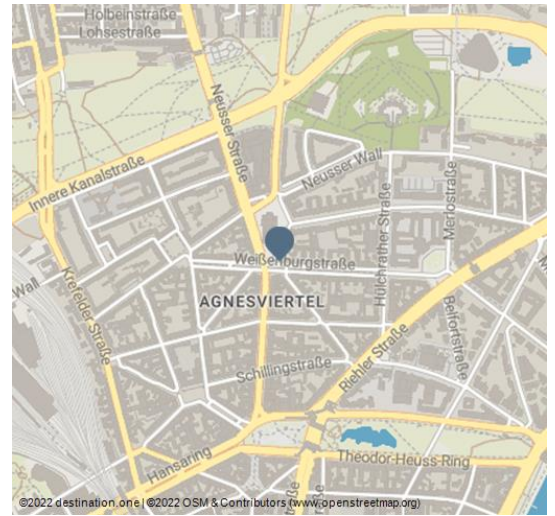 Holbeinstraße
Lohsestraße
Neusser Straße
Innere Kanalstraße
Neusser Wall
Merlostraße
Hülchrather Straße
Weißenburgstraße
Wall
Krefelder Straße
AGNESVIERTEL
Belfortstraße
Riehler Straße
Schillingstraße
Hansaring
Theodor-Heuss-Ring
©2022 destination.one | ©2022 OSM & Contributors (www.openstreetmap.org)